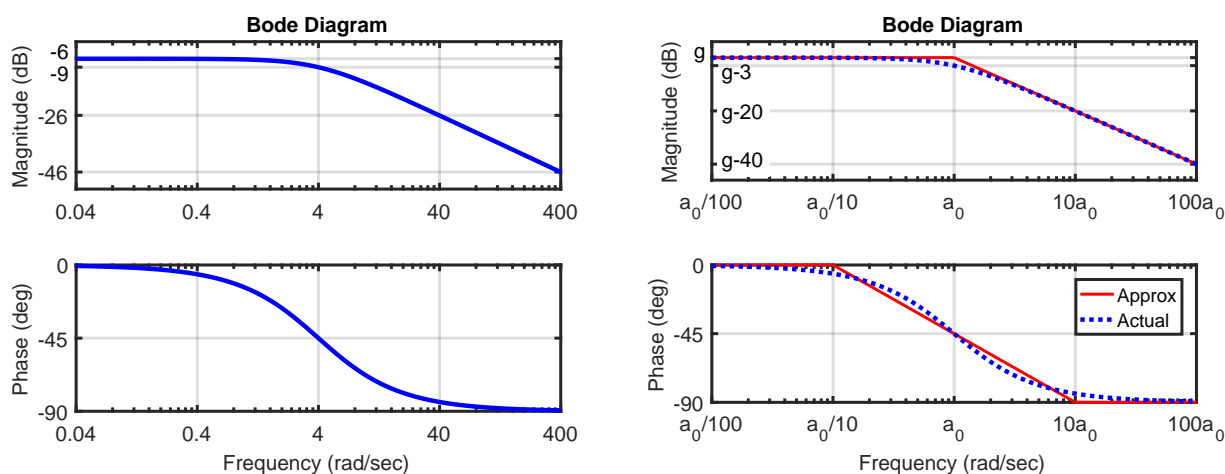 Bode Diagram
Magnitude (dB)
-6
-9
-26
-46
0.04 0.4 4 40 400
Phase (deg)
0
-45
-90
0.04 0.4 4 40 400
Frequency (rad/sec)
Bode Diagram
Magnitude (dB)
g
g-3
g-20
g-40
a₀/100 a₀/10 a₀ 10a₀ 100a₀
Phase (deg)
0
-45
-90
Approx
Actual
a₀/100 a₀/10 a₀ 10a₀ 100a₀
Frequency (rad/sec)